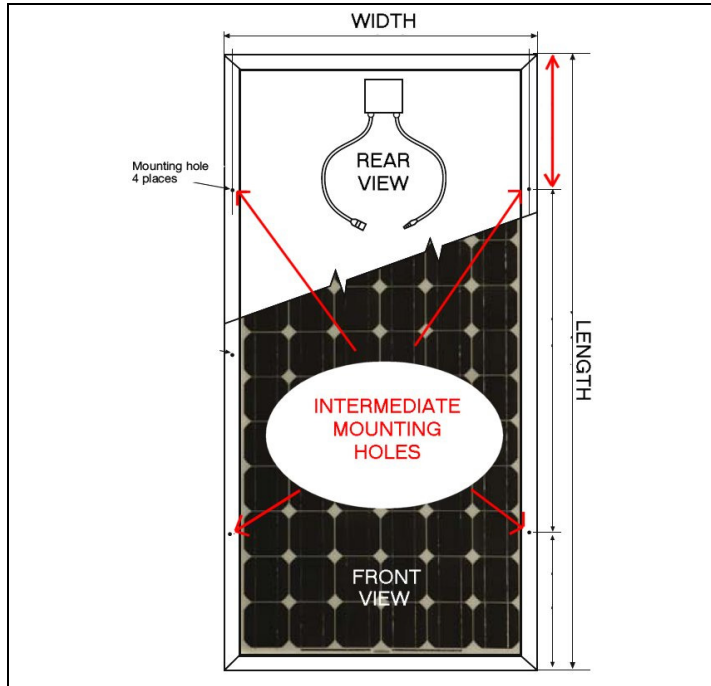 WIDTH
REAR
VIEW
Mounting hole
4 places
LENGTH
INTERMEDIATE
MOUNTING
HOLES
FRONT
VIEW